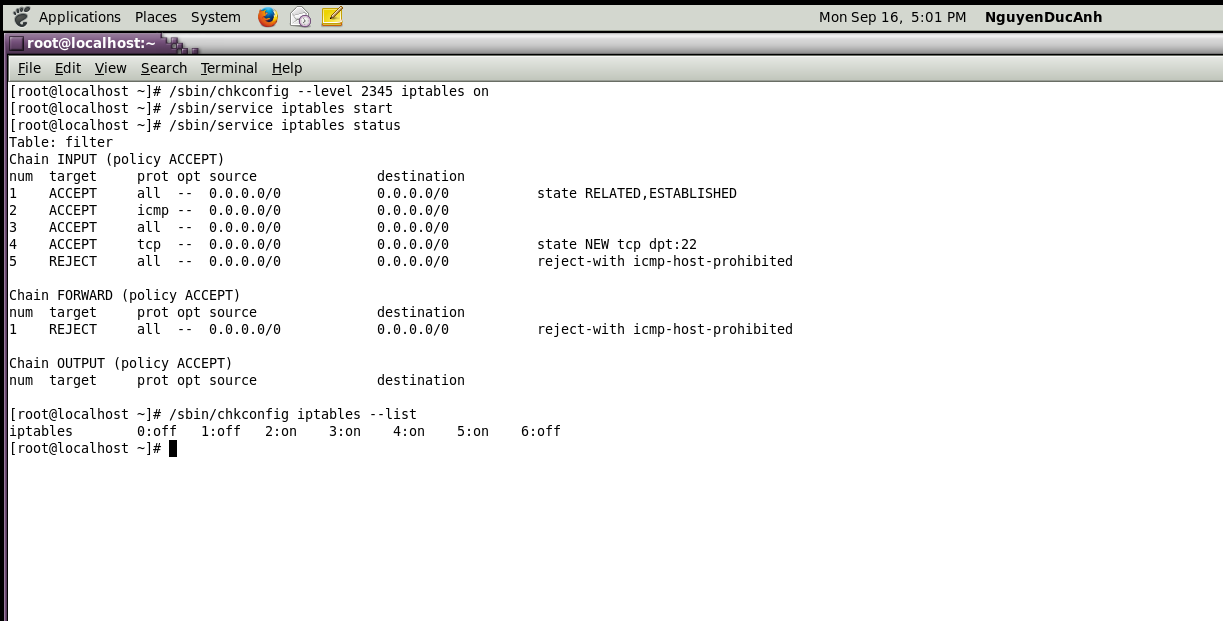 Applications Places System Mon Sep 16, 5:01 PM NguyenDucAnh
root@localhost:~
File Edit View Search Terminal Help
[root@localhost ~]# /sbin/chkconfig --level 2345 iptables on
[root@localhost ~]# /sbin/service iptables start
[root@localhost ~]# /sbin/service iptables status
Table: filter
Chain INPUT (policy ACCEPT)
num  target     prot opt source               destination
1    ACCEPT     all  --  0.0.0.0/0            0.0.0.0/0           state RELATED,ESTABLISHED
2    ACCEPT     icmp --  0.0.0.0/0            0.0.0.0/0
3    ACCEPT     all  --  0.0.0.0/0            0.0.0.0/0
4    ACCEPT     tcp  --  0.0.0.0/0            0.0.0.0/0           state NEW tcp dpt:22
5    REJECT     all  --  0.0.0.0/0            0.0.0.0/0           reject-with icmp-host-prohibited
Chain FORWARD (policy ACCEPT)
num  target     prot opt source               destination
1    REJECT     all  --  0.0.0.0/0            0.0.0.0/0           reject-with icmp-host-prohibited
Chain OUTPUT (policy ACCEPT)
num  target     prot opt source               destination
[root@localhost ~]# /sbin/chkconfig iptables --list
iptables        0:off   1:off   2:on    3:on    4:on    5:on    6:off
[root@localhost ~]#